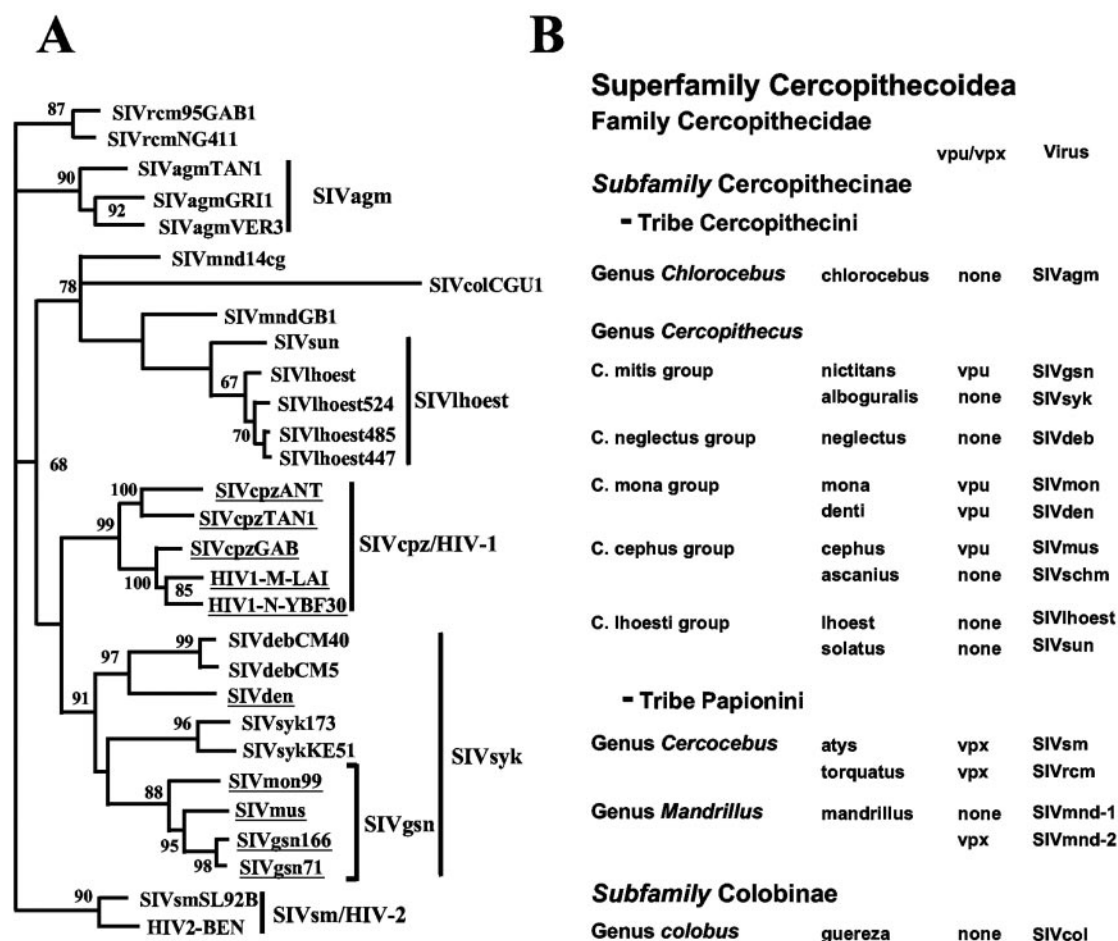 A
87
SIVrcm95GAB1
SIVrcmNG411
SIVagmTAN1
90
SIVagmGRI1
92
SIVagmVER3
SIVagm
SIVmnd14cg
78
SIVcolCGU1
SIVmndGB1
SIVsun
67
SIVlhoest
SIVlhoest524
70
SIVlhoest485
SIVlhoest447
SIVlhoest
68
100
SIVcpzANT
SIVcpzTAN1
99
SIVcpzGAB
100
HIV1-M-LAI
85
HIV1-N-YBF30
SIVcpz/HIV-1
99
SIVdebCM40
97
SIVdebCM5
SIVden
91
96
SIVsyk173
SIVsykKE51
SIVsyk
88
SIVmon99
SIVmus
95
SIVgsn166
98
SIVgsn71
SIVgsn
90
SIVsmSL92B
HIV2-BEN
SIVsm/HIV-2
B
Superfamily Cercopithecoidea
Family Cercopithecidae
vpu/vpx Virus
Subfamily Cercopithecinae
- Tribe Cercopithecini
Genus Chlorocebus chlorocebus none SIVagm
Genus Cercopithecus
C. mitis group nictitans vpu SIVgsn
alboguralis none SIVsyk
C. neglectus group neglectus none SIVdeb
C. mona group mona vpu SIVmon
denti vpu SIVden
C. cephus group cephus vpu SIVmus
ascanius none SIVschm
C. lhoesti group lhoest none SIVlhoest
solatus none SIVsun
- Tribe Papionini
Genus Cercocebus atys vpx SIVsm
torquatus vpx SIVrcm
Genus Mandrillus mandrillus none SIVmnd-1
vpx SIVmnd-2
Subfamily Colobinae
Genus colobus guereza none SIVcol